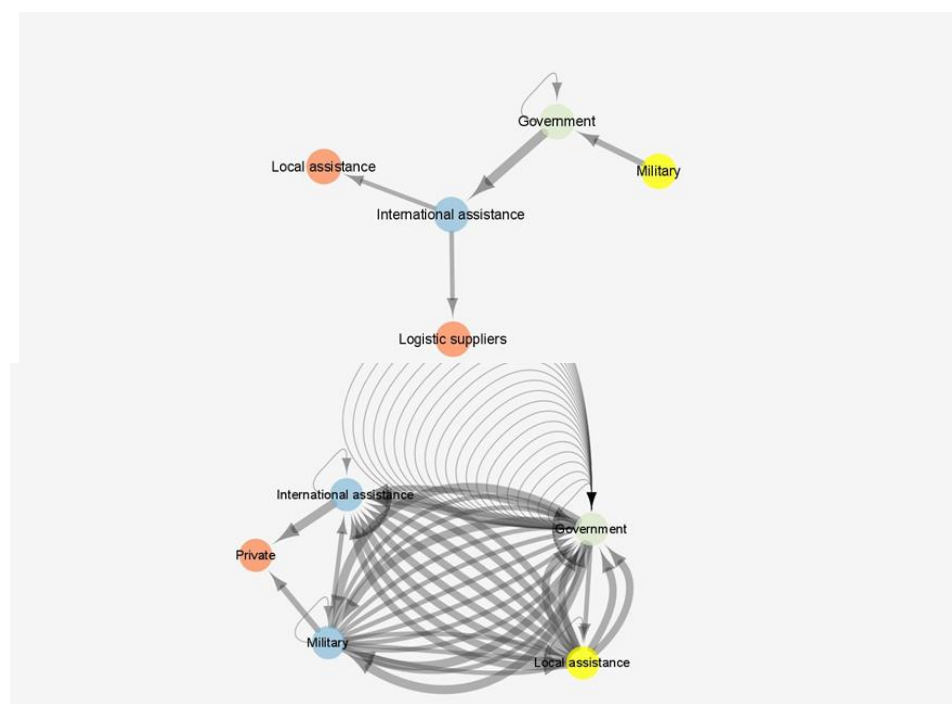 Government
Local assistance
Military
International assistance
Logistic suppliers
International assistance
Government
Private
Military
Local assistance